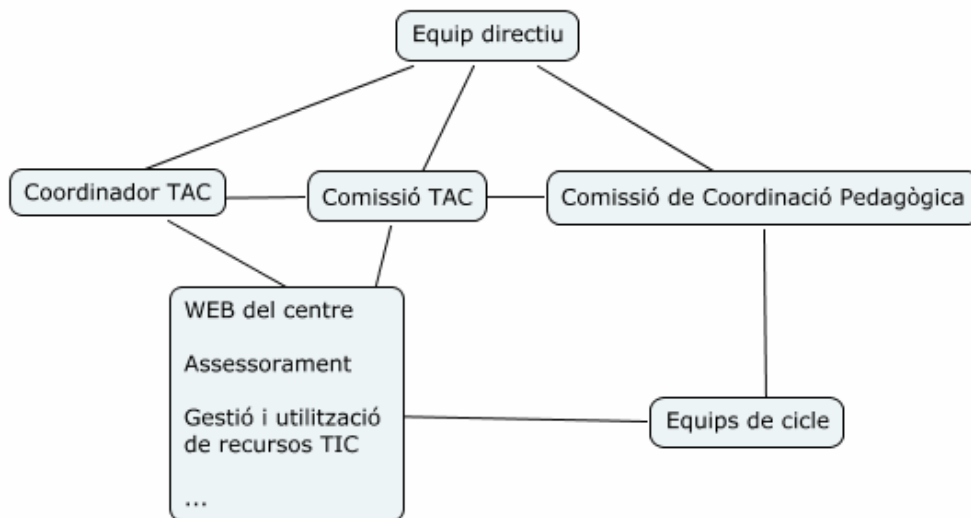 Equip directiu
Coordinador TAC
Comissió TAC
Comissió de Coordinació Pedagògica
WEB del centre
Assessorament
Gestió i utilització
de recursos TIC
...
Equips de cicle